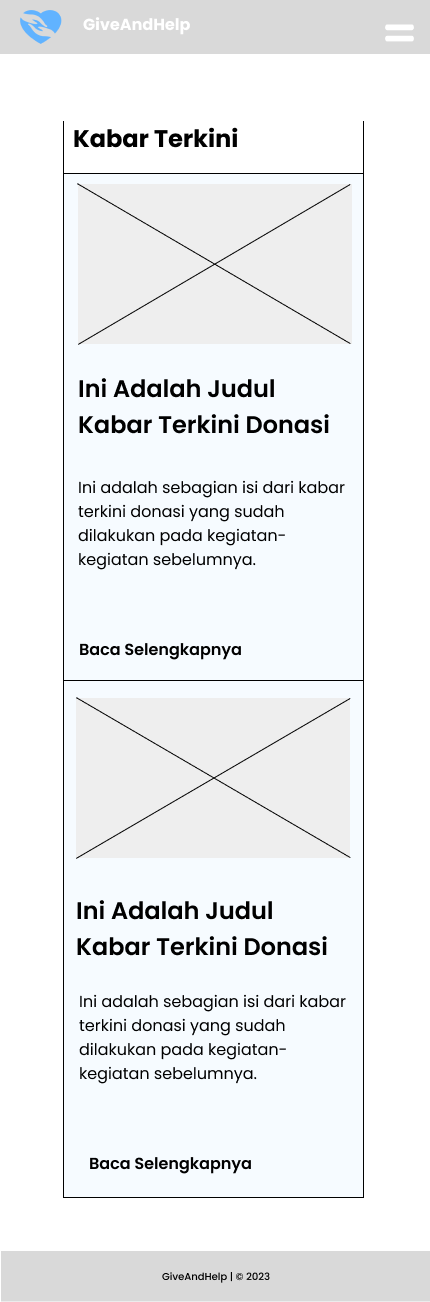 GiveAndHelp
Kabar Terkini
Ini Adalah Judul
Kabar Terkini Donasi
Ini adalah sebagian isi dari kabar
terkini donasi yang sudah
dilakukan pada kegiatan-
kegiatan sebelumnya.
Baca Selengkapnya
Ini Adalah Judul
Kabar Terkini Donasi
Ini adalah sebagian isi dari kabar
terkini donasi yang sudah
dilakukan pada kegiatan-
kegiatan sebelumnya.
Baca Selengkapnya
GiveAndHelp | © 2023